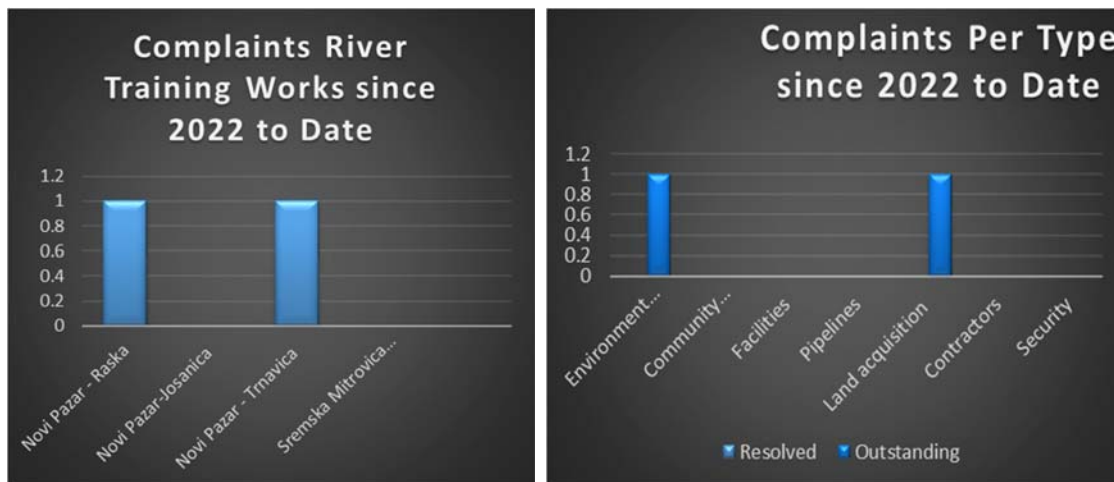 Complaints River
Training Works since
2022 to Date
1.2
1
0.8
0.6
0.4
0.2
0
Novi Pazar - Raska
Novi Pazar-Josanica
Novi Pazar - Trnavica
Sremska Mitrovica...
Complaints Per Type
since 2022 to Date
1.2
1
0.8
0.6
0.4
0.2
0
Environment...
Community...
Facilities
Pipelines
Land acquisition
Contractors
Security
Resolved
Outstanding